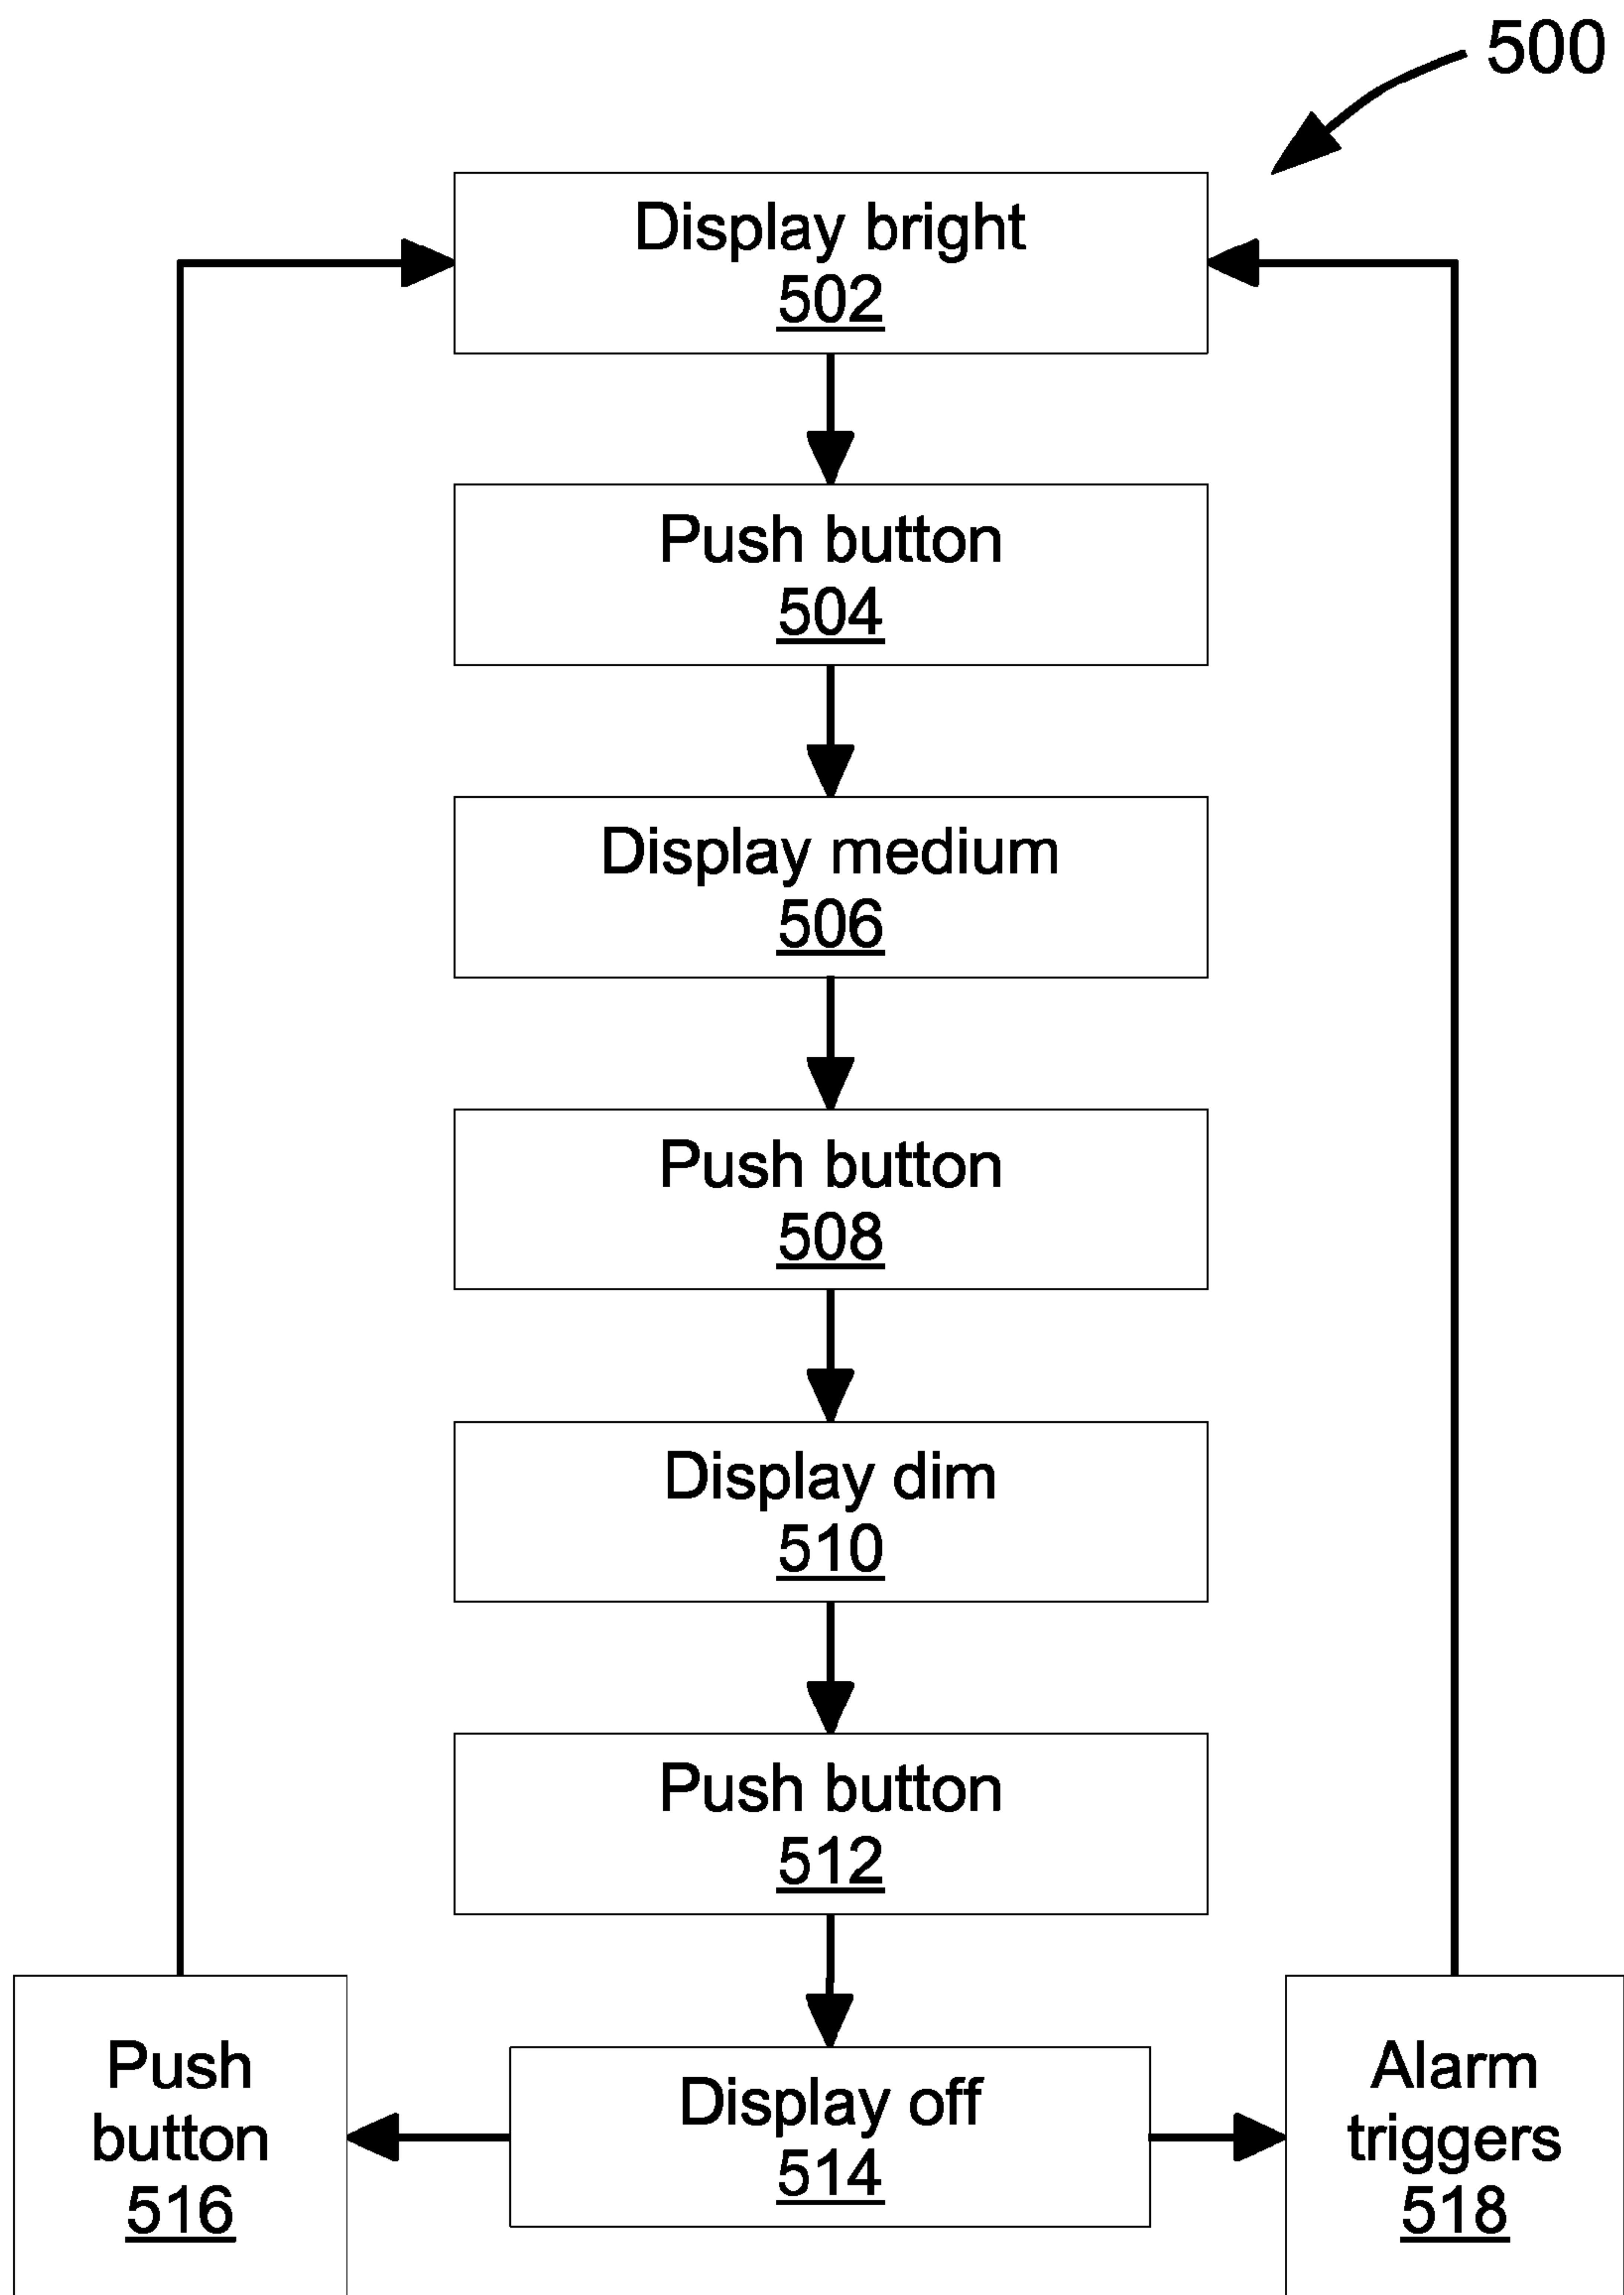 500
Display bright
502
Push button
504
Display medium
506
Push button
508
Display dim
510
Push button
512
Push
button
516
Display off
514
Alarm
triggers
518